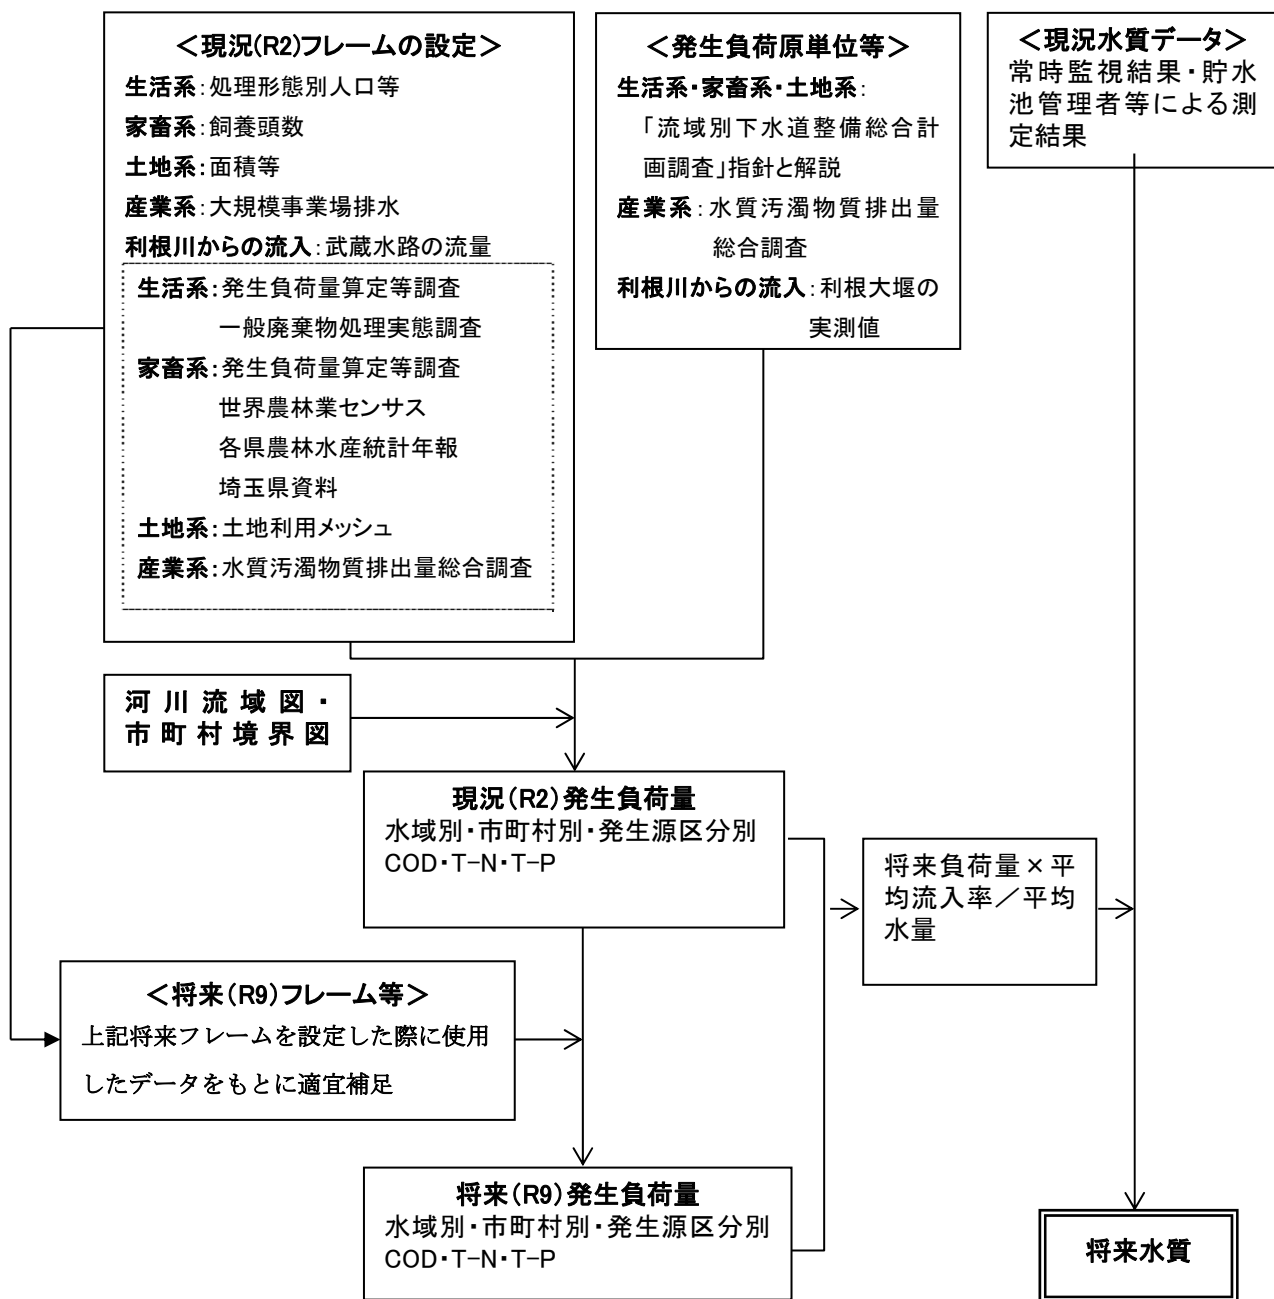 ＜現況(R2)フレームの設定＞
生活系：処理形態別人口等
家畜系：飼養頭数
土地系：面積等
産業系：大規模事業場排水
利根川からの流入：武蔵水路の流量
生活系：発生負荷量算定等調査
一般廃棄物処理実態調査
家畜系：発生負荷量算定等調査
世界農林業センサス
各県農林水産統計年報
埼玉県資料
土地系：土地利用メッシュ
産業系：水質汚濁物質排出量総合調査
＜発生負荷原単位等＞
生活系・家畜系・土地系：
「流域別下水道整備総合計
画調査」指針と解説
産業系：水質汚濁物質排出量
総合調査
利根川からの流入：利根大堰の
実測値
＜現況水質データ＞
常時監視結果・貯水
池管理者等による測
定結果
河川流域図・
市町村境界図
現況(R2)発生負荷量
水域別・市町村別・発生源区分別
COD・T-N・T-P
将来負荷量×平
均流入率／平均
水量
＜将来(R9)フレーム等＞
上記将来フレームを設定した際に使用
したデータをもとに適宜補足
将来(R9)発生負荷量
水域別・市町村別・発生源区分別
COD・T-N・T-P
将来水質